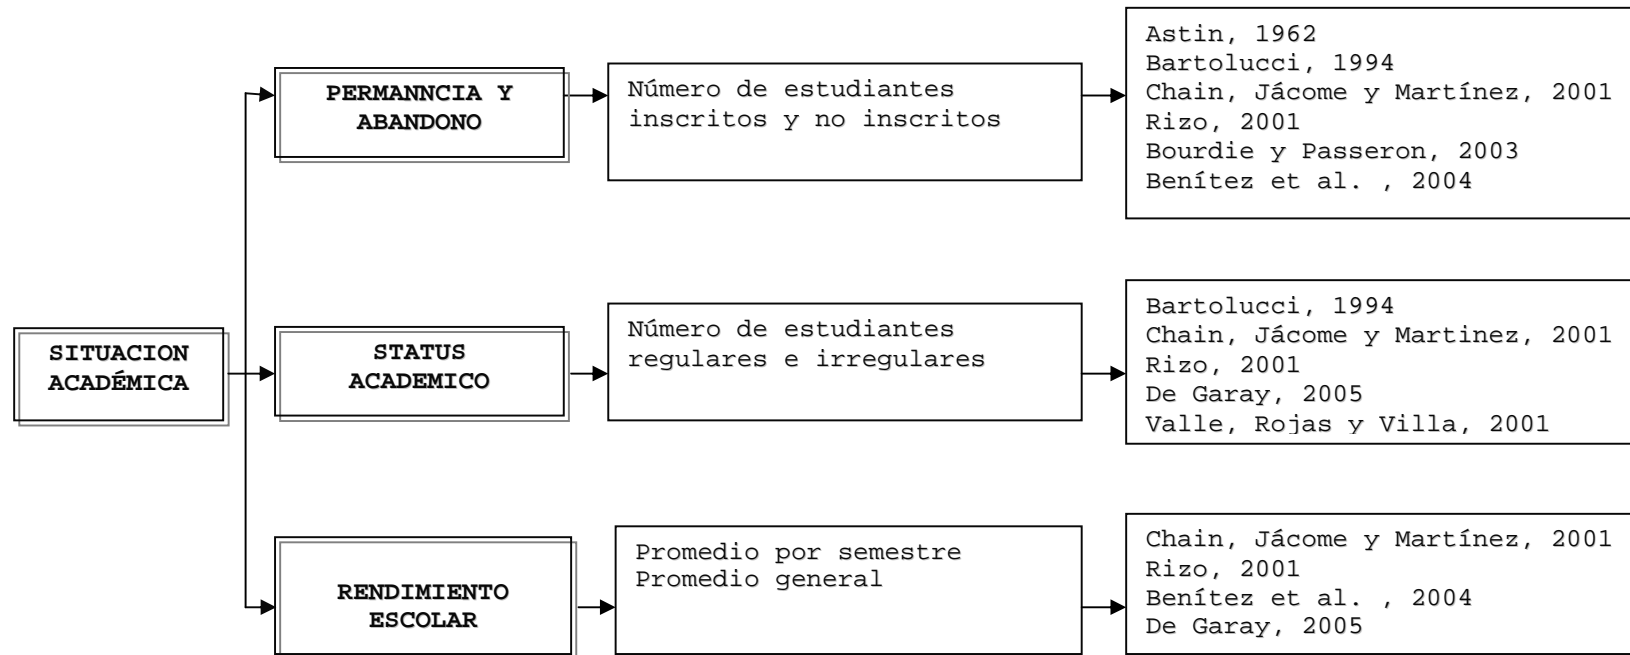 SITUACION
ACADÉMICA
PERMANNCIA Y
ABANDONO
Número de estudiantes
inscritos y no inscritos
Astin, 1962
Bartolucci, 1994
Chain, Jácome y Martínez, 2001
Rizo, 2001
Bourdie y Passeron, 2003
Benítez et al. , 2004
STATUS
ACADEMICO
Número de estudiantes
regulares e irregulares
Bartolucci, 1994
Chain, Jácome y Martinez, 2001
Rizo, 2001
De Garay, 2005
Valle, Rojas y Villa, 2001
RENDIMIENTO
ESCOLAR
Promedio por semestre
Promedio general
Chain, Jácome y Martínez, 2001
Rizo, 2001
Benítez et al. , 2004
De Garay, 2005